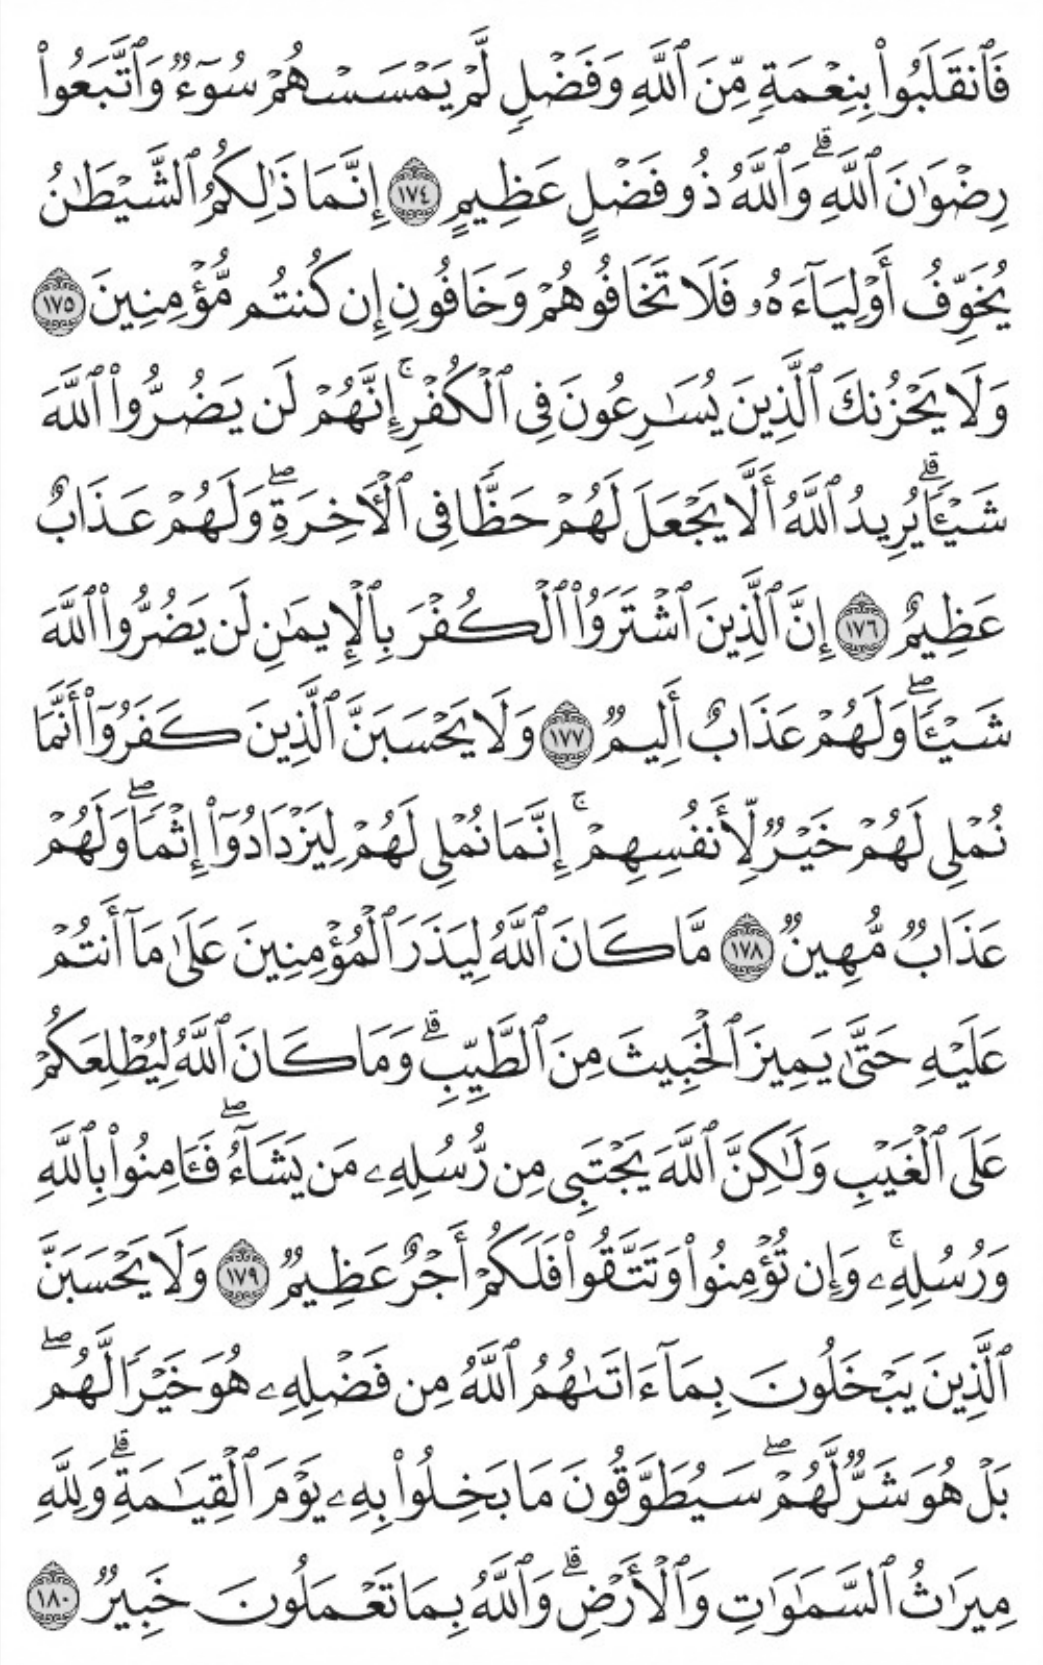 فَٱنقَلَبُوا۟ بِنِعْمَةٍ مِّنَ ٱللَّهِ وَفَضْلٍ لَّمْ يَمْسَسْهُمْ سُوٓءٌ وَٱتَّبَعُوا۟
رِضْوَٰنَ ٱللَّهِ ۗ وَٱللَّهُ ذُو فَضْلٍ عَظِيمٍ ١٧٤ إِنَّمَا ذَٰلِكُمُ ٱلشَّيْطَٰنُ
يُخَوِّفُ أَوْلِيَآءَهُۥ فَلَا تَخَافُوهُمْ وَخَافُونِ إِن كُنتُم مُّؤْمِنِينَ ١٧٥
وَلَا يَحْزُنكَ ٱلَّذِينَ يُسَٰرِعُونَ فِى ٱلْكُفْرِ ۚ إِنَّهُمْ لَن يَضُرُّوا۟ ٱللَّهَ
شَيْـًٔا ۗ يُرِيدُ ٱللَّهُ أَلَّا يَجْعَلَ لَهُمْ حَظًّا فِى ٱلْـَٔاخِرَةِ ۖ وَلَهُمْ عَذَابٌ
عَظِيمٌ ١٧٦ إِنَّ ٱلَّذِينَ ٱشْتَرَوُا۟ ٱلْكُفْرَ بِٱلْإِيمَٰنِ لَن يَضُرُّوا۟ ٱللَّهَ
شَيْـًٔا ۖ وَلَهُمْ عَذَابٌ أَلِيمٌ ١٧٧ وَلَا يَحْسَبَنَّ ٱلَّذِينَ كَفَرُوٓا۟ أَنَّمَا
نُمْلِى لَهُمْ خَيْرٌ لِّأَنفُسِهِمْ ۚ إِنَّمَا نُمْلِى لَهُمْ لِيَزْدَادُوٓا۟ إِثْمًا ۖ وَلَهُمْ
عَذَابٌ مُّهِينٌ ١٧٨ مَّا كَانَ ٱللَّهُ لِيَذَرَ ٱلْمُؤْمِنِينَ عَلَىٰ مَآ أَنتُمْ
عَلَيْهِ حَتَّىٰ يَمِيزَ ٱلْخَبِيثَ مِنَ ٱلطَّيِّبِ ۗ وَمَا كَانَ ٱللَّهُ لِيُطْلِعَكُمْ
عَلَى ٱلْغَيْبِ وَلَٰكِنَّ ٱللَّهَ يَجْتَبِى مِن رُّسُلِهِۦ مَن يَشَآءُ ۖ فَـَٔامِنُوا۟ بِٱللَّهِ
وَرُسُلِهِۦ ۚ وَإِن تُؤْمِنُوا۟ وَتَتَّقُوا۟ فَلَكُمْ أَجْرٌ عَظِيمٌ ١٧٩ وَلَا يَحْسَبَنَّ
ٱلَّذِينَ يَبْخَلُونَ بِمَآ ءَاتَىٰهُمُ ٱللَّهُ مِن فَضْلِهِۦ هُوَ خَيْرًا لَّهُم ۖ
بَلْ هُوَ شَرٌّ لَّهُمْ ۖ سَيُطَوَّقُونَ مَا بَخِلُوا۟ بِهِۦ يَوْمَ ٱلْقِيَٰمَةِ ۗ وَلِلَّهِ
مِيرَٰثُ ٱلسَّمَٰوَٰتِ وَٱلْأَرْضِ ۗ وَٱللَّهُ بِمَا تَعْمَلُونَ خَبِيرٌ ١٨٠